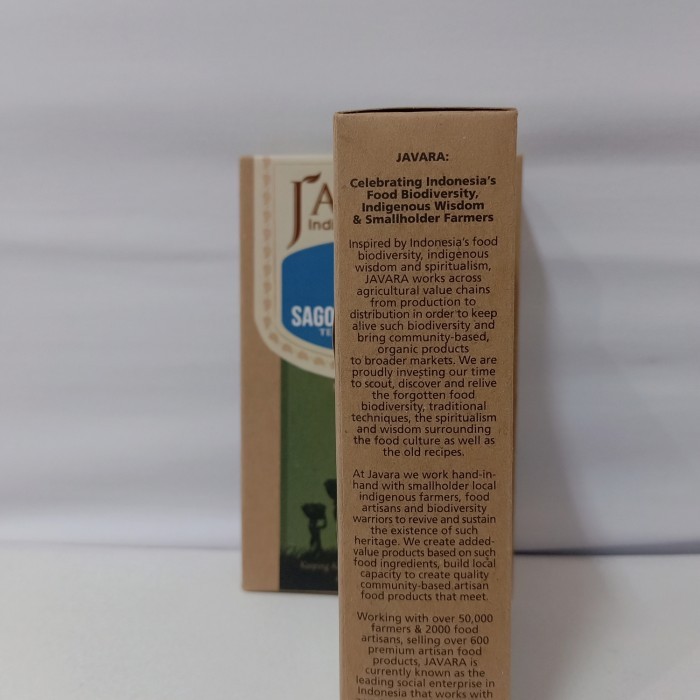 JAVARA:
Celebrating Indonesia's
Food Biodiversity,
Indigenous Wisdom
& Smallholder Farmers
Inspired by Indonesia's food
biodiversity, indigenous
wisdom and spiritualism,
JAVARA works across
agricultural value chains
from production to
distribution in order to keep
alive such biodiversity and
bring community-based,
organic products
to broader markets. We are
proudly investing our time
to scout, discover and relive
the forgotten food
biodiversity, traditional
techniques, the spiritualism
and wisdom surrounding
the food culture as well as
the old recipes.
At Javara we work hand-in-
hand with smallholder local
indigenous farmers, food
artisans and biodiversity
warriors to revive and sustain
the existence of such
heritage. We create added-
value products based on such
food ingredients, build local
capacity to create quality
community-based artisan
food products that meet.
Working with over 50,000
farmers & 2000 food
artisans, selling over 600
premium artisan food
products, JAVARA is
currently known as the
leading social enterprise in
Indonesia that works with
JA
Indi
SAGO
TE
Keeping